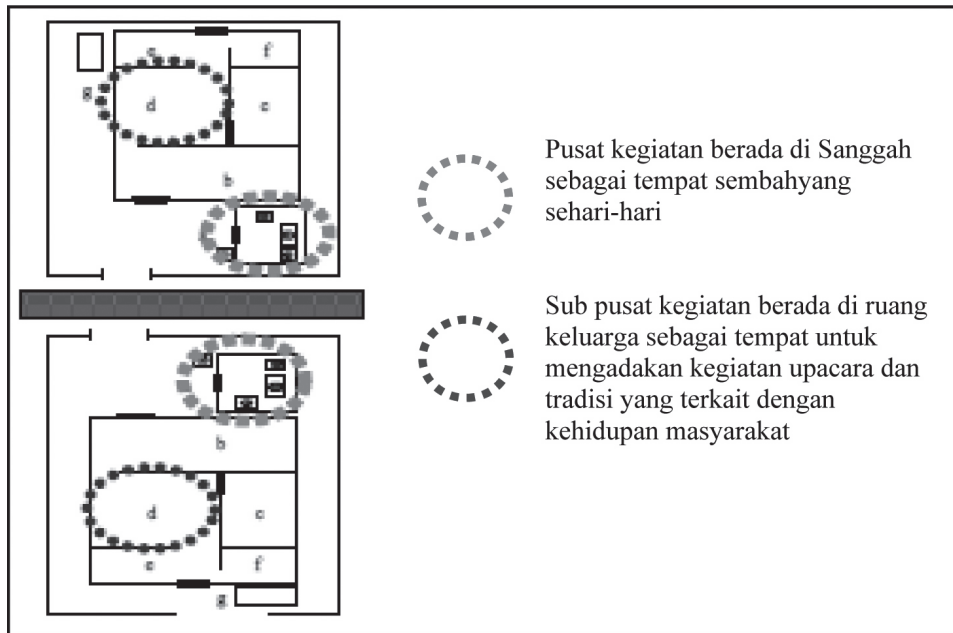 f
d
g
b
Pusat kegiatan berada di Sanggah
sebagai tempat sembahyang
sehari-hari
Sub pusat kegiatan berada di ruang
keluarga sebagai tempat untuk
mengadakan kegiatan upacara dan
tradisi yang terkait dengan
kehidupan masyarakat
b
d
e
f
g